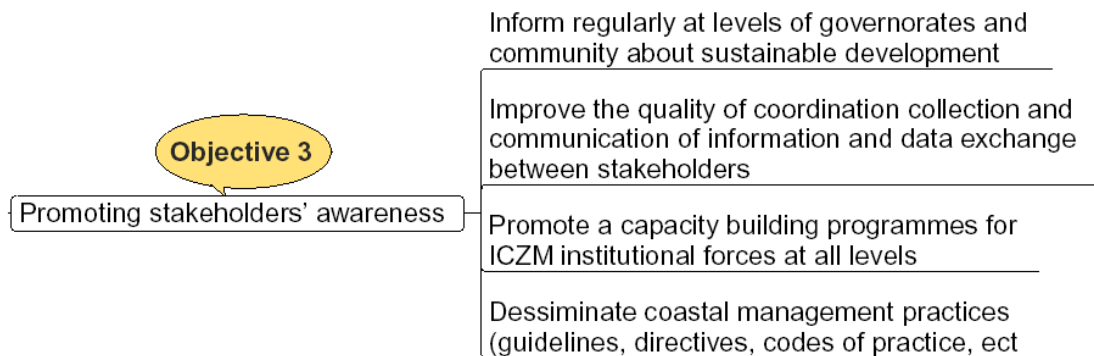 Objective 3
Promoting stakeholders’ awareness
Inform regularly at levels of governorates and
community about sustainable development
Improve the quality of coordination collection and
communication of information and data exchange
between stakeholders
Promote a capacity building programmes for
ICZM institutional forces at all levels
Dessiminate coastal management practices
(guidelines, directives, codes of practice, ect